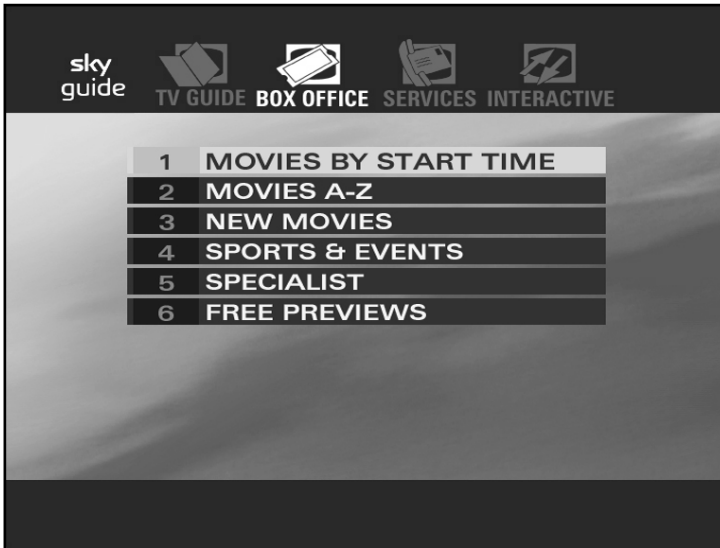 sky
guide
TV GUIDE BOX OFFICE SERVICES INTERACTIVE
1 MOVIES BY START TIME
2 MOVIES A-Z
3 NEW MOVIES
4 SPORTS & EVENTS
5 SPECIALIST
6 FREE PREVIEWS